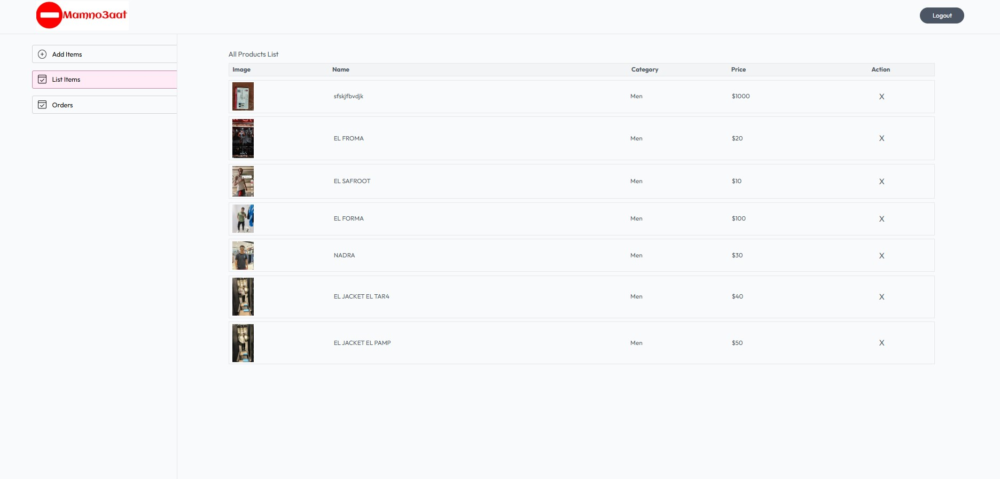 Mamno3aat
Logout
Add Items
List Items
Orders
All Products List
Image Name Category Price Action
sfskjfbvdjk Men $1000 X
EL FROMA Men $20 X
EL SAFROOT Men $10 X
EL FORMA Men $100 X
NADRA Men $30 X
EL JACKET EL TAR4 Men $40 X
EL JACKET EL PAMP Men $50 X